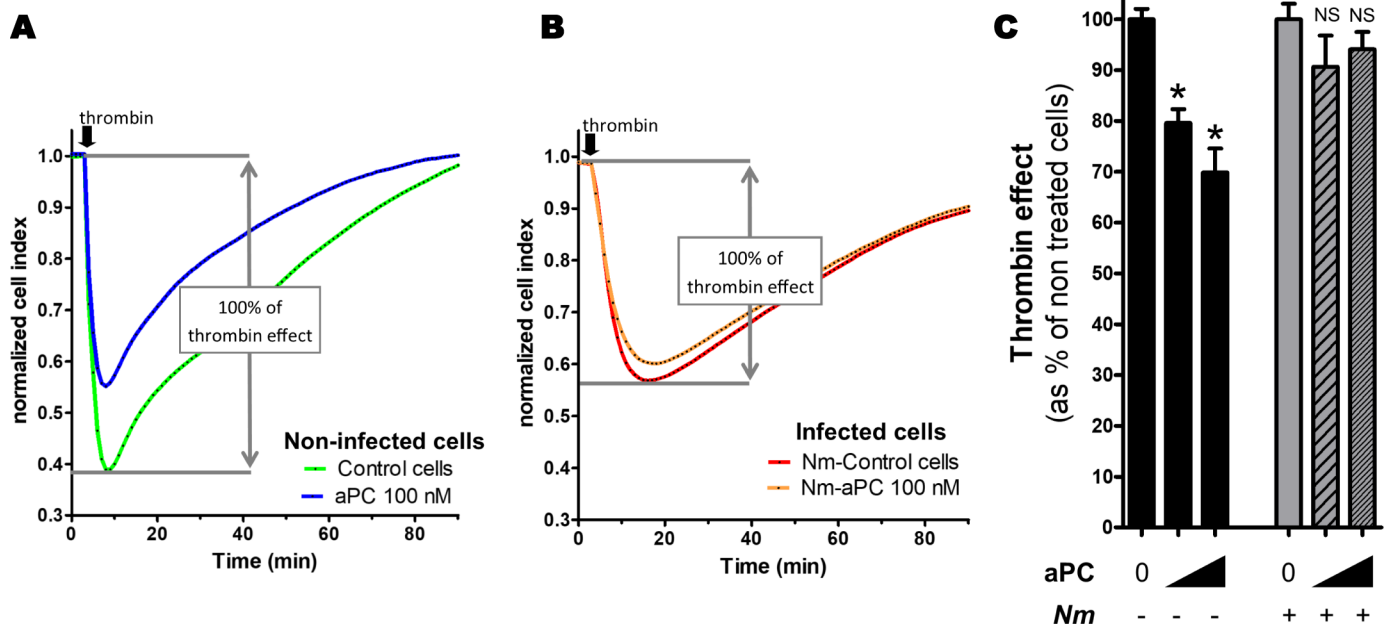 A
thrombin
normalized cell index
1.0
0.9
0.8
0.7
0.6
0.5
0.4
0.3
100% of
thrombin effect
Non-infected cells
Control cells
aPC 100 nM
0
20
40
60
80
Time (min)
B
thrombin
normalized cell index
1.0
0.9
0.8
0.7
0.6
0.5
0.4
0.3
100% of
thrombin effect
Infected cells
Nm-Control cells
Nm-aPC 100 nM
0
20
40
60
80
Time (min)
C
Thrombin effect
(as % of non treated cells)
100
90
80
70
60
50
40
30
20
10
0
*
*
NS NS
aPC 0 0
Nm - - - + + +